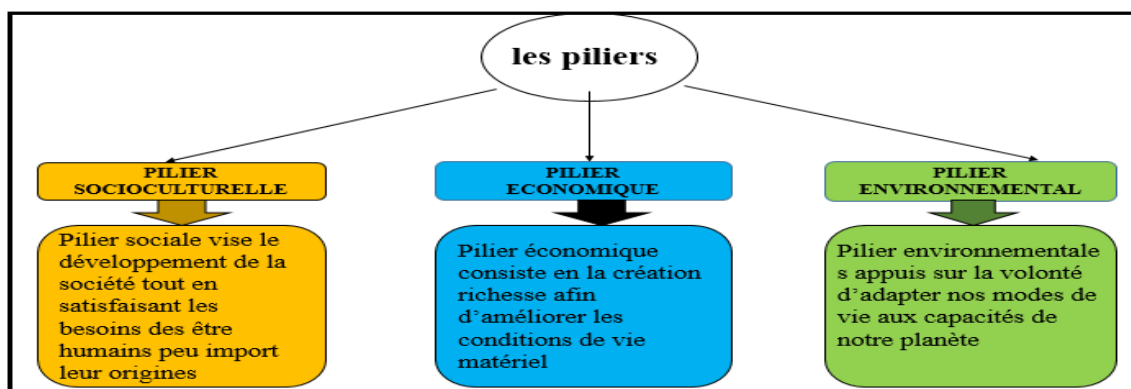 les piliers
PILIER
SOCIOCULTURELLE
Pilier sociale vise le
développement de la
société tout en
satisfaisant les
besoins des être
humains peu import
leur origines
PILIER
ECONOMIQUE
Pilier économique
consiste en la création
richesse afin
d’améliorer les
conditions de vie
matériel
PILIER
ENVIRONNEMENTAL
Pilier environnementale
s appuis sur la volonté
d’adapter nos modes de
vie aux capacités de
notre planète